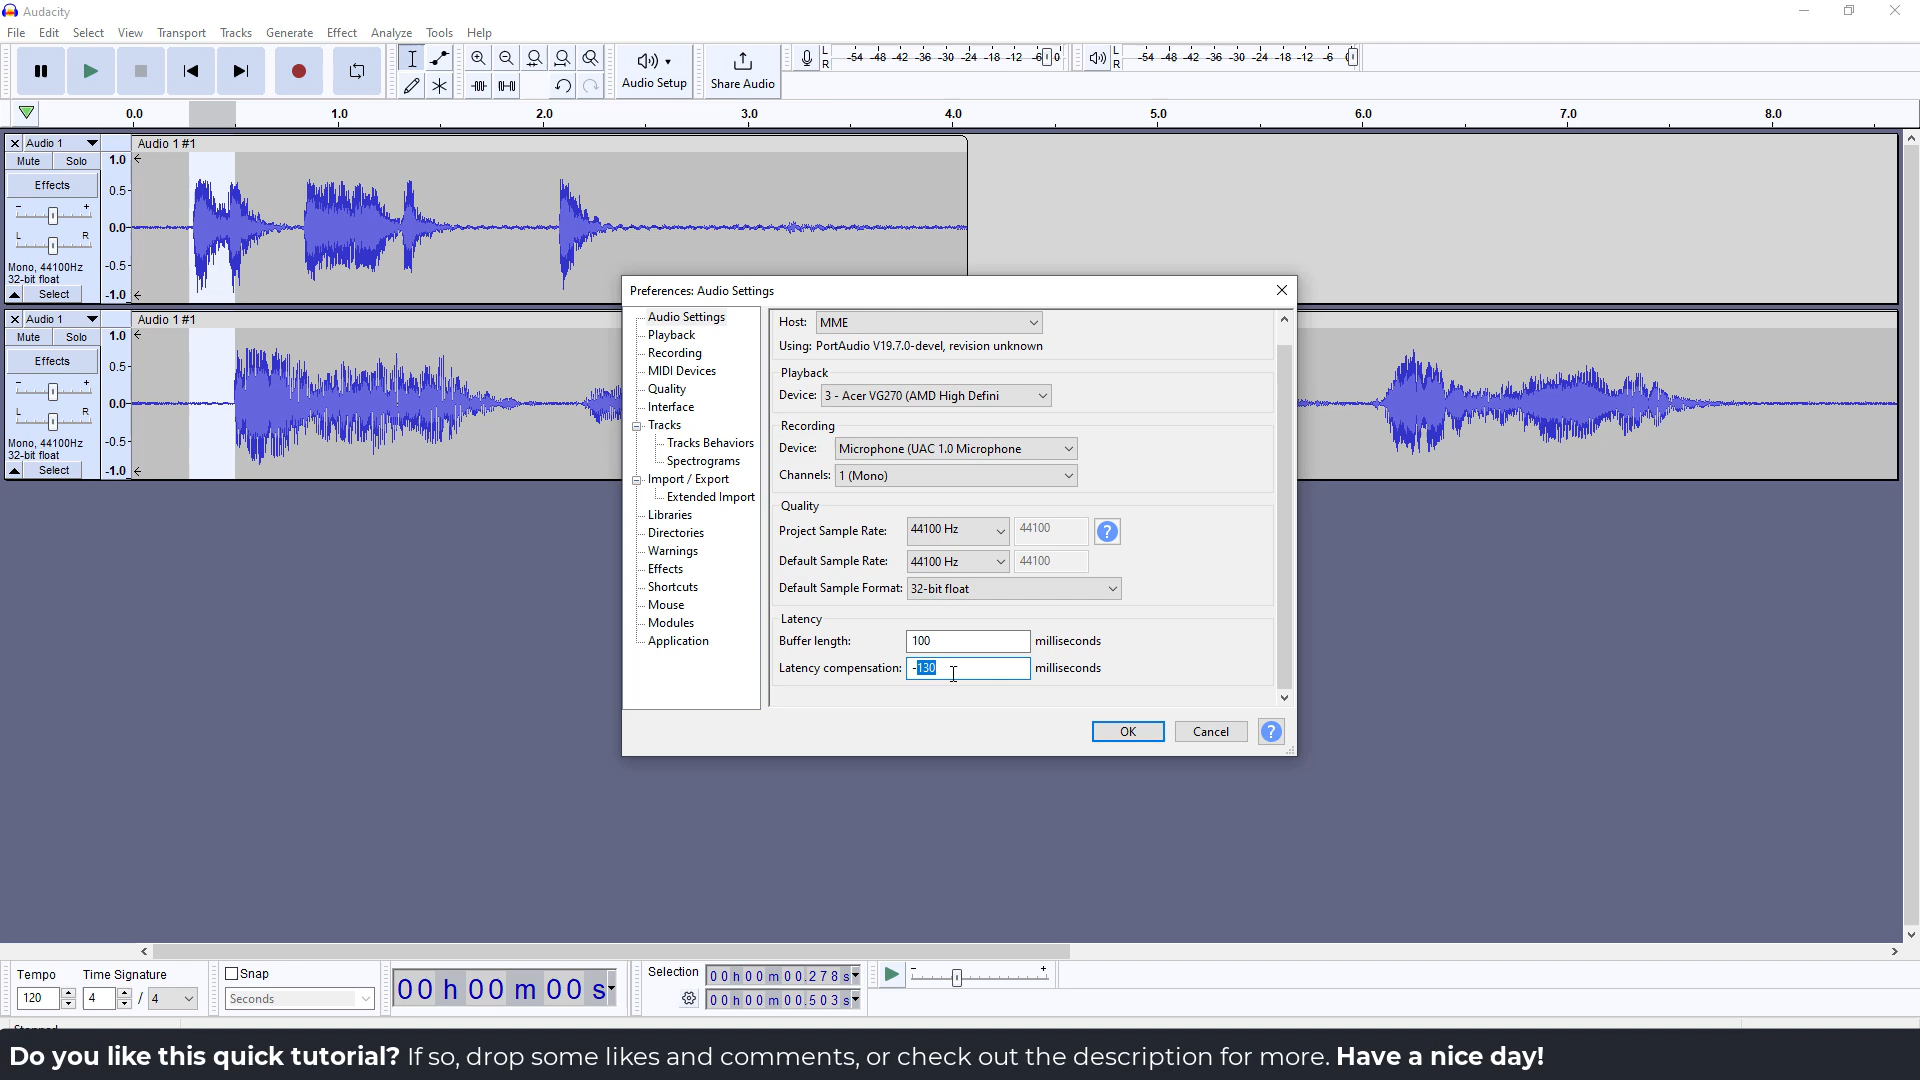 Audacity
File Edit Select View Transport Tracks Generate Effect Analyze Tools Help
Audio Setup
Share Audio
L
R
-54 -48 -42 -36 -30 -24 -18 -12 -6 0
L
R
-54 -48 -42 -36 -30 -24 -18 -12 -6
0.0 1.0 2.0 3.0 4.0 5.0 6.0 7.0 8.0
Audio 1
Mute Solo
Effects
- +
L R
Mono, 44100Hz
32-bit float
Select
1.0
0.5
0.0
-0.5
-1.0
Audio 1 #1
Audio 1
Mute Solo
Effects
- +
L R
Mono, 44100Hz
32-bit float
Select
1.0
0.5
0.0
-0.5
-1.0
Audio 1 #1
Preferences: Audio Settings
Audio Settings
Playback
Recording
MIDI Devices
Quality
Interface
Tracks
Tracks Behaviors
Spectrograms
Import / Export
Extended Import
Libraries
Directories
Warnings
Effects
Shortcuts
Mouse
Modules
Application
Host: MME
Using: PortAudio V19.7.0-devel, revision unknown
Playback
Device: 3 - Acer VG270 (AMD High Defini
Recording
Device: Microphone (UAC 1.0 Microphone
Channels: 1 (Mono)
Quality
Project Sample Rate: 44100 Hz 44100 ?
Default Sample Rate: 44100 Hz 44100
Default Sample Format: 32-bit float
Latency
Buffer length: 100 milliseconds
Latency compensation: -130 milliseconds
OK Cancel ?
Tempo
120
Time Signature
4 / 4
Snap
Seconds
00 h 00 m 00 s
Selection
00 h 00 m 00.278 s
00 h 00 m 00.503 s
- +
Stopped.
Do you like this quick tutorial? If so, drop some likes and comments, or check out the description for more. Have a nice day!